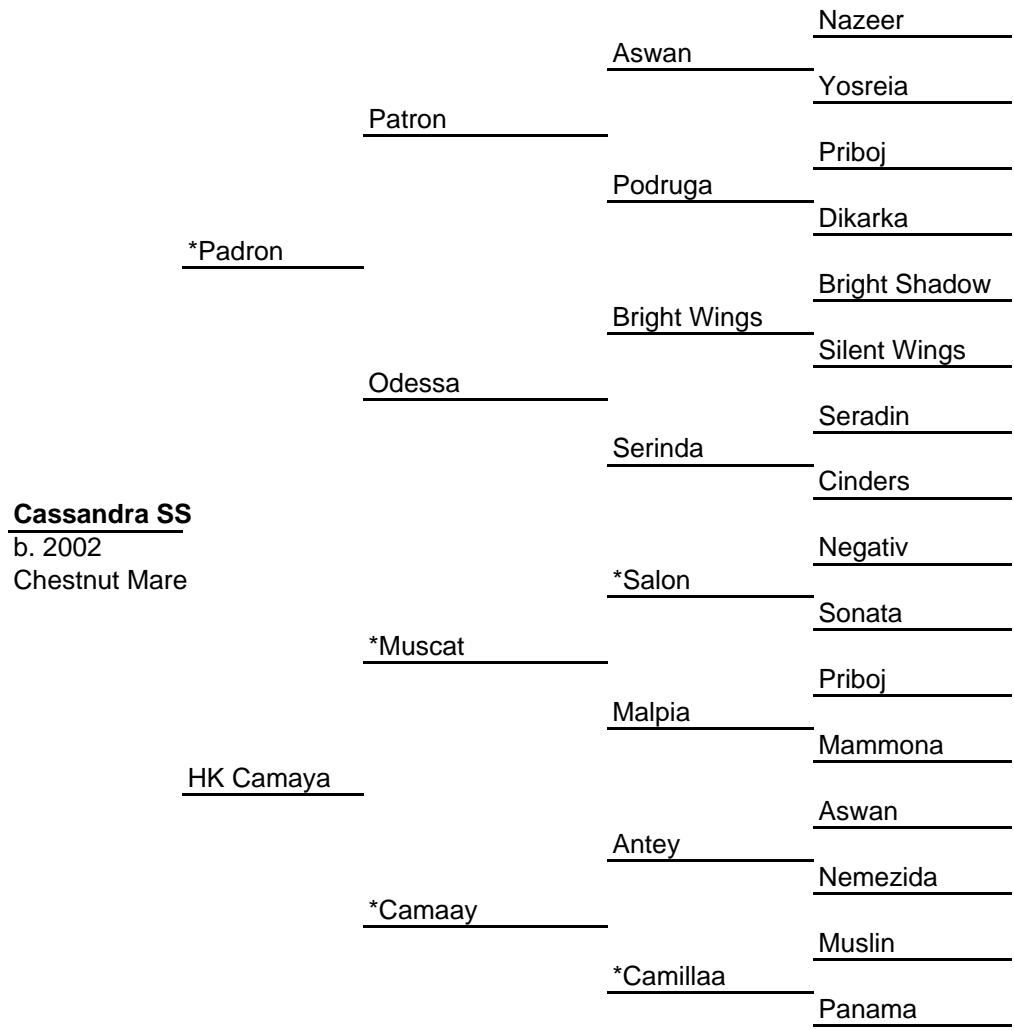 Nazeer
Aswan
Yosreia
Patron
Priboj
Podruga
Dikarka
*Padron
Bright Shadow
Bright Wings
Silent Wings
Odessa
Seradin
Serinda
Cinders
Cassandra SS
b. 2002
Negativ
Chestnut Mare
*Salon
Sonata
*Muscat
Priboj
Malpia
Mammona
HK Camaya
Aswan
Antey
Nemezida
*Camaay
Muslin
*Camillaa
Panama